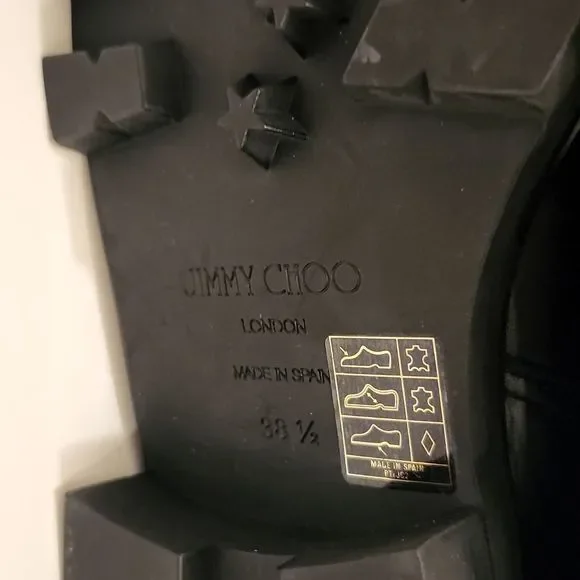 JIMMY CHOO
LONDON
MADE IN SPAIN
38 ½
MADE IN SPAIN